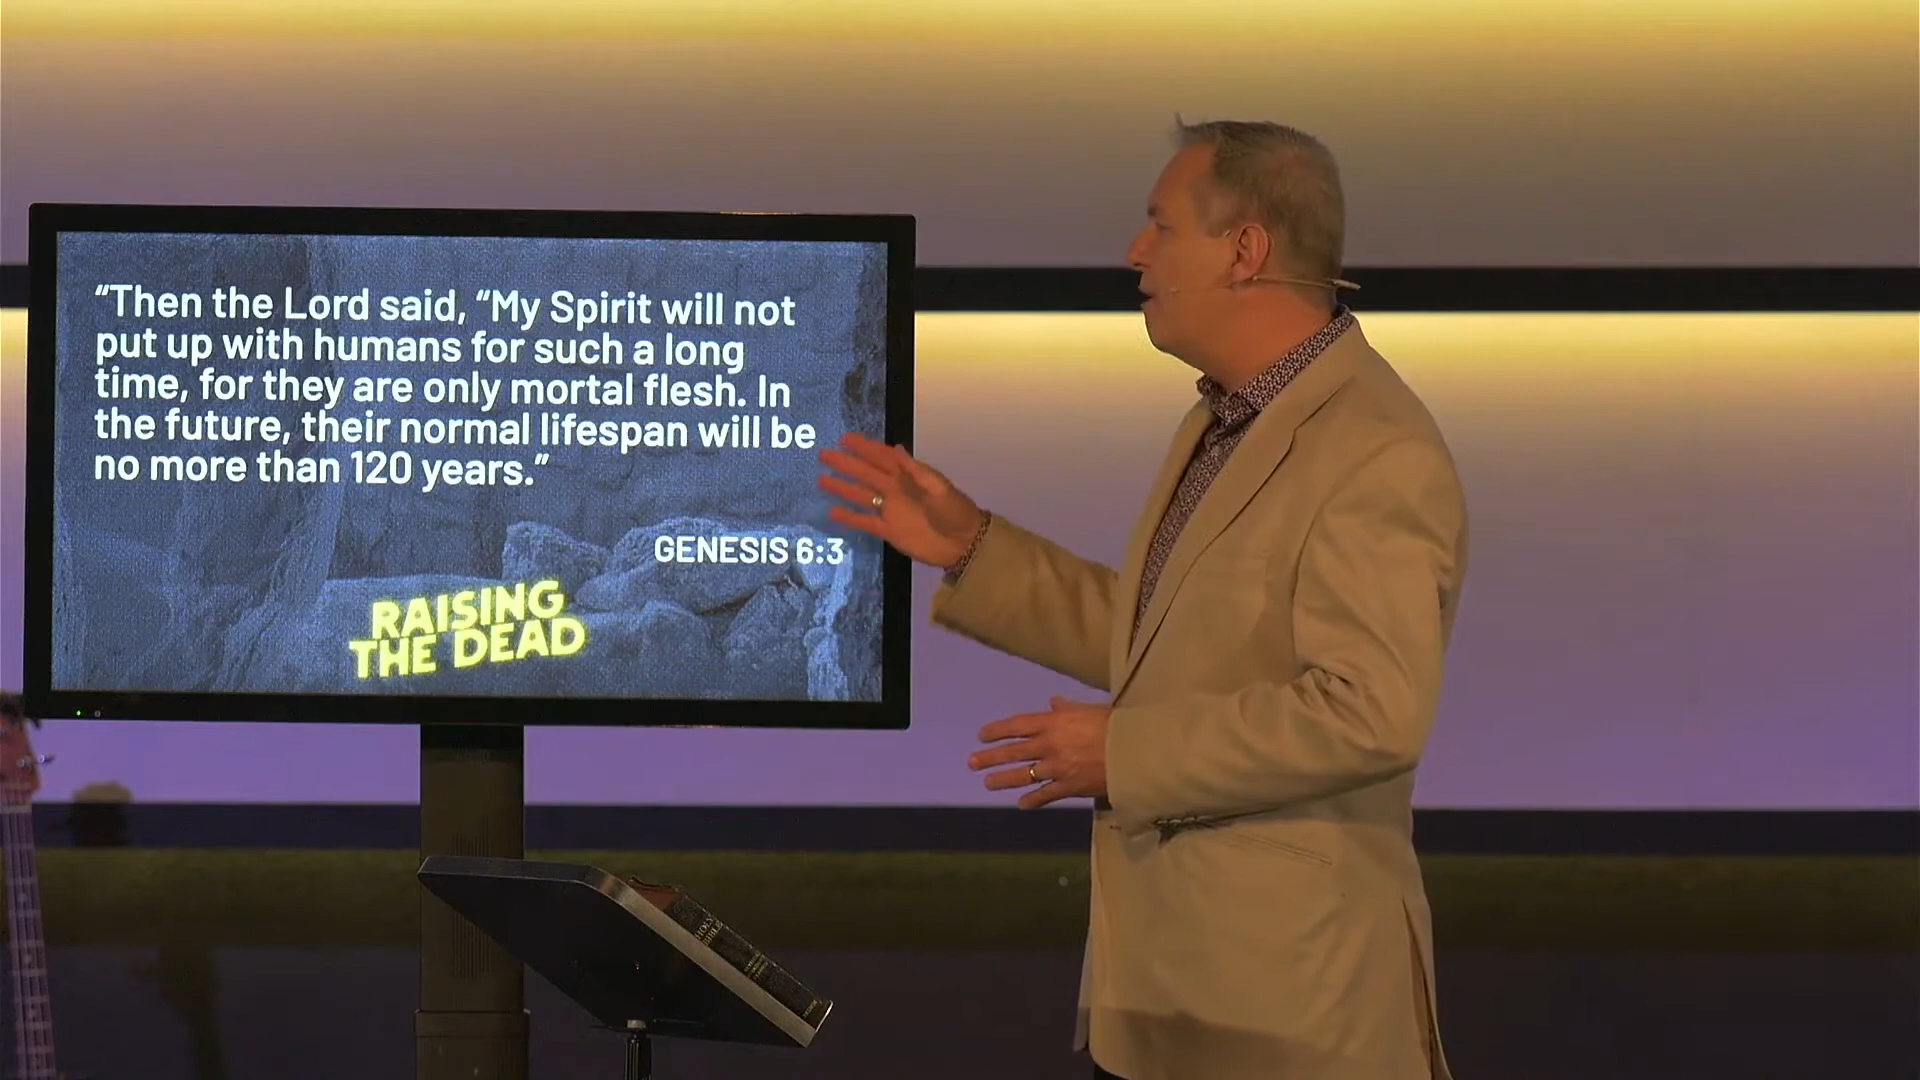 “Then the Lord said, “My Spirit will not
put up with humans for such a long
time, for they are only mortal flesh. In
the future, their normal lifespan will be
no more than 120 years.”
GENESIS 6:3
RAISING
THE DEAD
HOLY
BIBLE